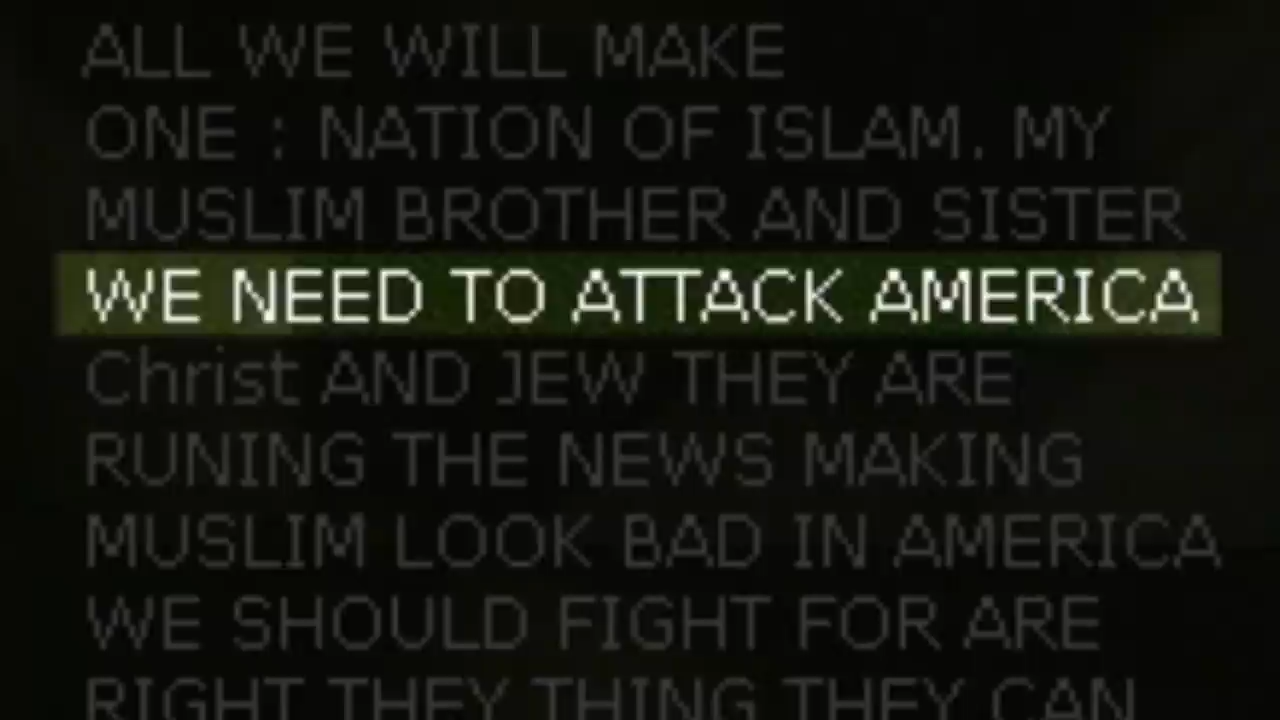 ALL WE WILL MAKE
ONE : NATION OF ISLAM. MY
MUSLIM BROTHER AND SISTER
WE NEED TO ATTACK AMERICA
Christ AND JEW THEY ARE
RUNING THE NEWS MAKING
MUSLIM LOOK BAD IN AMERICA
WE SHOULD FIGHT FOR ARE
RIGHT THEY THING THEY CAN